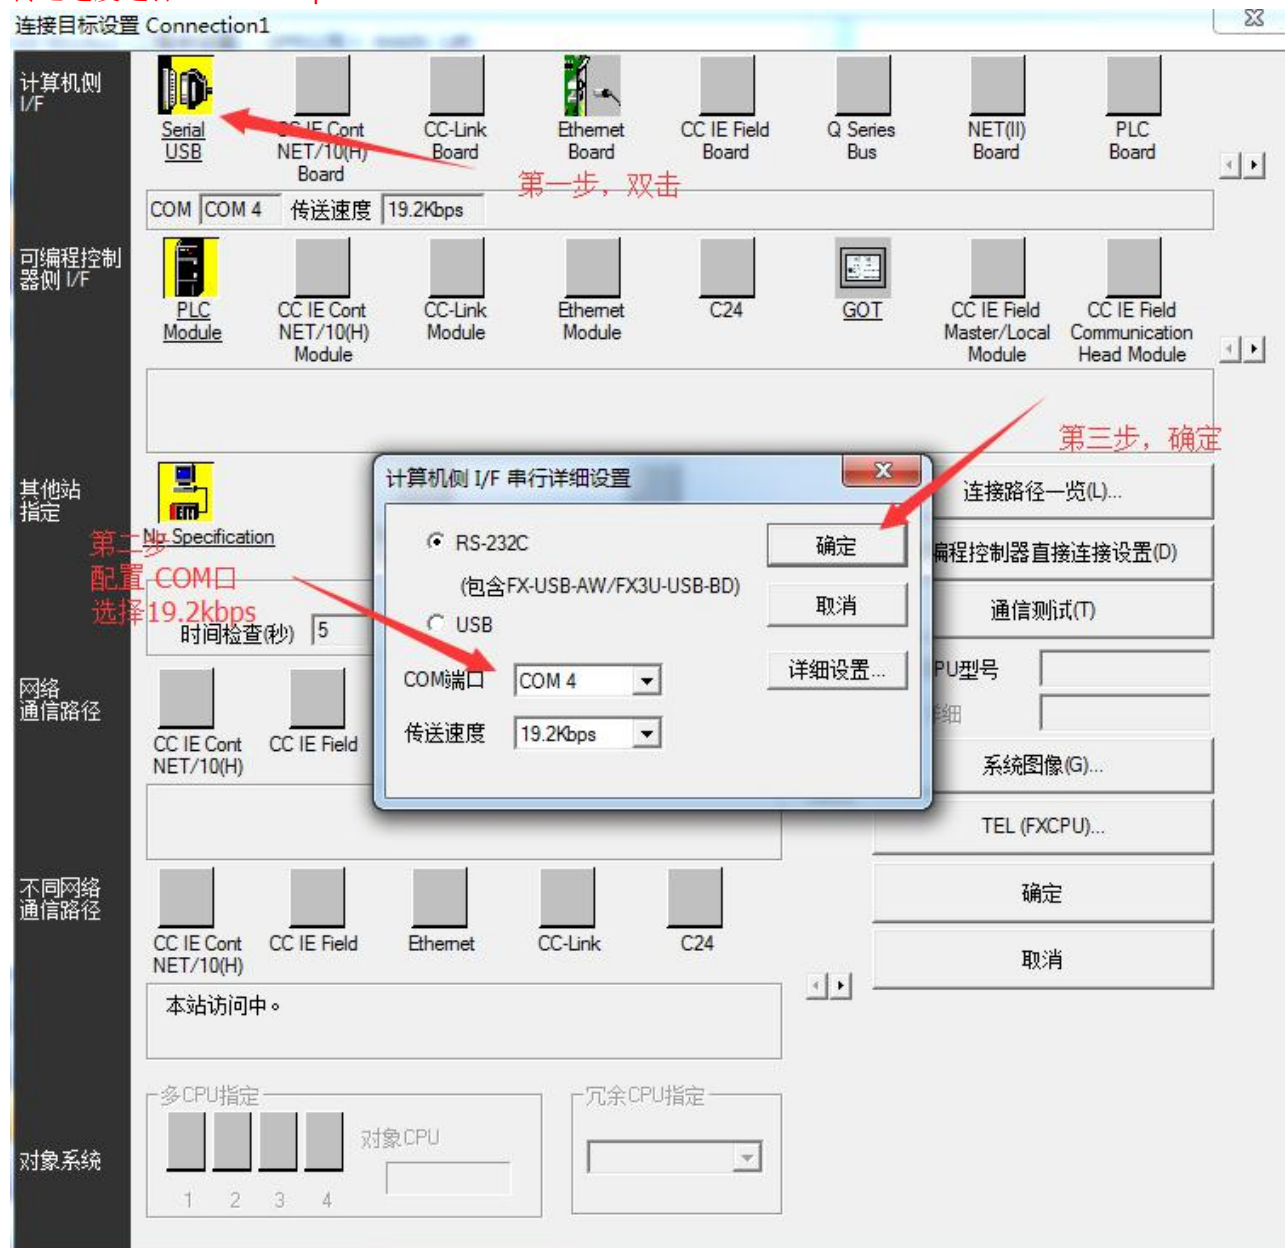 连接目标设置 Connection1
计算机侧
I/F
Serial
USB
CC IE Cont
NET/10(H)
Board
CC-Link
Board
Ethernet
Board
CC IE Field
Board
Q Series
Bus
NET(II)
Board
PLC
Board
第一步，双击
COM COM 4 传送速度 19.2Kbps
可编程控制
器侧 I/F
PLC
Module
CC IE Cont
NET/10(H)
Module
CC-Link
Module
Ethernet
Module
C24
GOT
CC IE Field
Master/Local
Module
CC IE Field
Communication
Head Module
第三步，确定
其他站
指定
No Specification
第二步
配置 COM口
选择19.2kbps
时间检查(秒) 5
计算机侧 I/F 串行详细设置
RS-232C
(包含FX-USB-AW/FX3U-USB-BD)
USB
COM端口 COM 4
传送速度 19.2Kbps
确定
取消
详细设置...
连接路径一览(L)...
编程控制器直接连接设置(D)
通信测试(T)
PU型号
详细
系统图像(G)...
TEL (FXCPU)...
确定
取消
网络
通信路径
CC IE Cont
NET/10(H)
CC IE Field
不同网络
通信路径
CC IE Cont
NET/10(H)
CC IE Field
Ethernet
CC-Link
C24
本站访问中。
对象系统
多CPU指定
1 2 3 4
对象CPU
冗余CPU指定